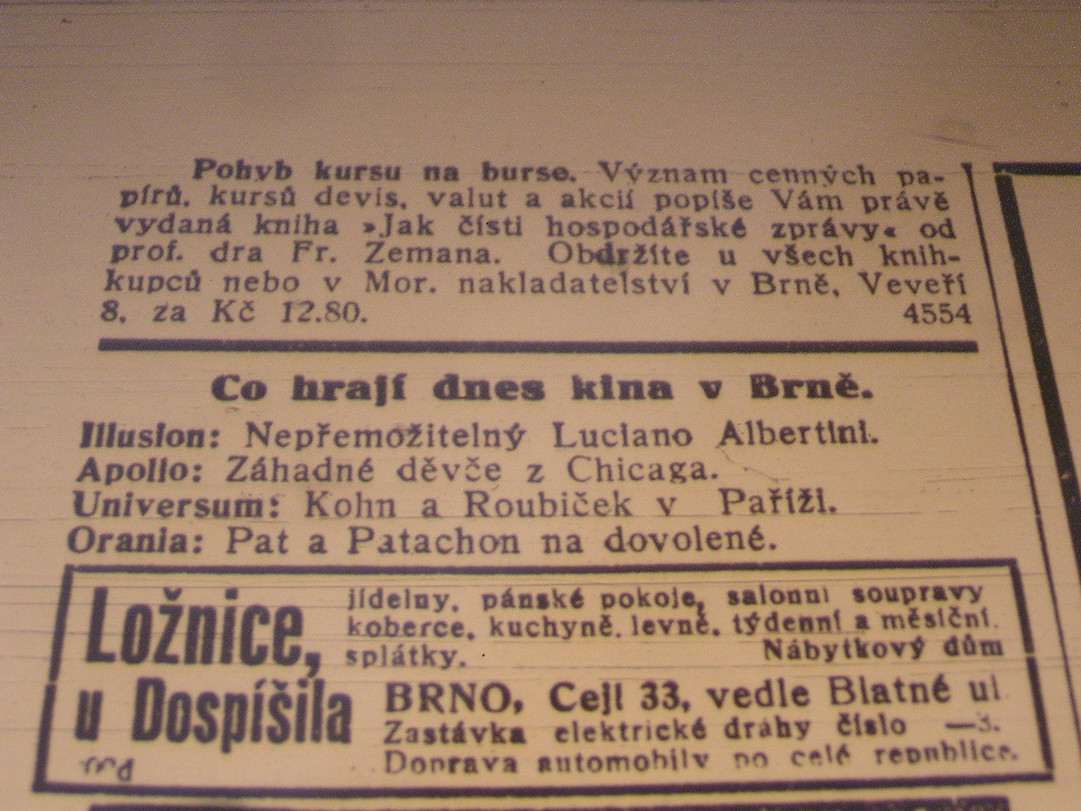 Pohyb kursu na burse. Význam cenných pa-
pírů, kursů devis, valut a akcií popíše Vám právě
vydaná kniha »Jak čísti hospodářské zprávy« od
prof. dra Fr. Zemana. Obdržíte u všech knih-
kupců nebo v Mor. nakladatelství v Brně, Veveří
8, za Kč 12.80. 4554
Co hrají dnes kina v Brně.
Illusion: Nepřemožitelný Luciano Albertini.
Apollo: Záhadné děvče z Chicaga.
Universum: Kohn a Roubiček v Paříži.
Orania: Pat a Patachon na dovolené.
Ložnice,
jídelny, pánské pokoje, salonní soupravy
koberce, kuchyně, levně, týdenní a měsíční
splátky. Nábytkový dům
u Dospíšila
BRNO, Cejl 33, vedle Blatné ul.
Zastávka elektrické dráhy číslo —3.
Doprava automobily po celé republice.